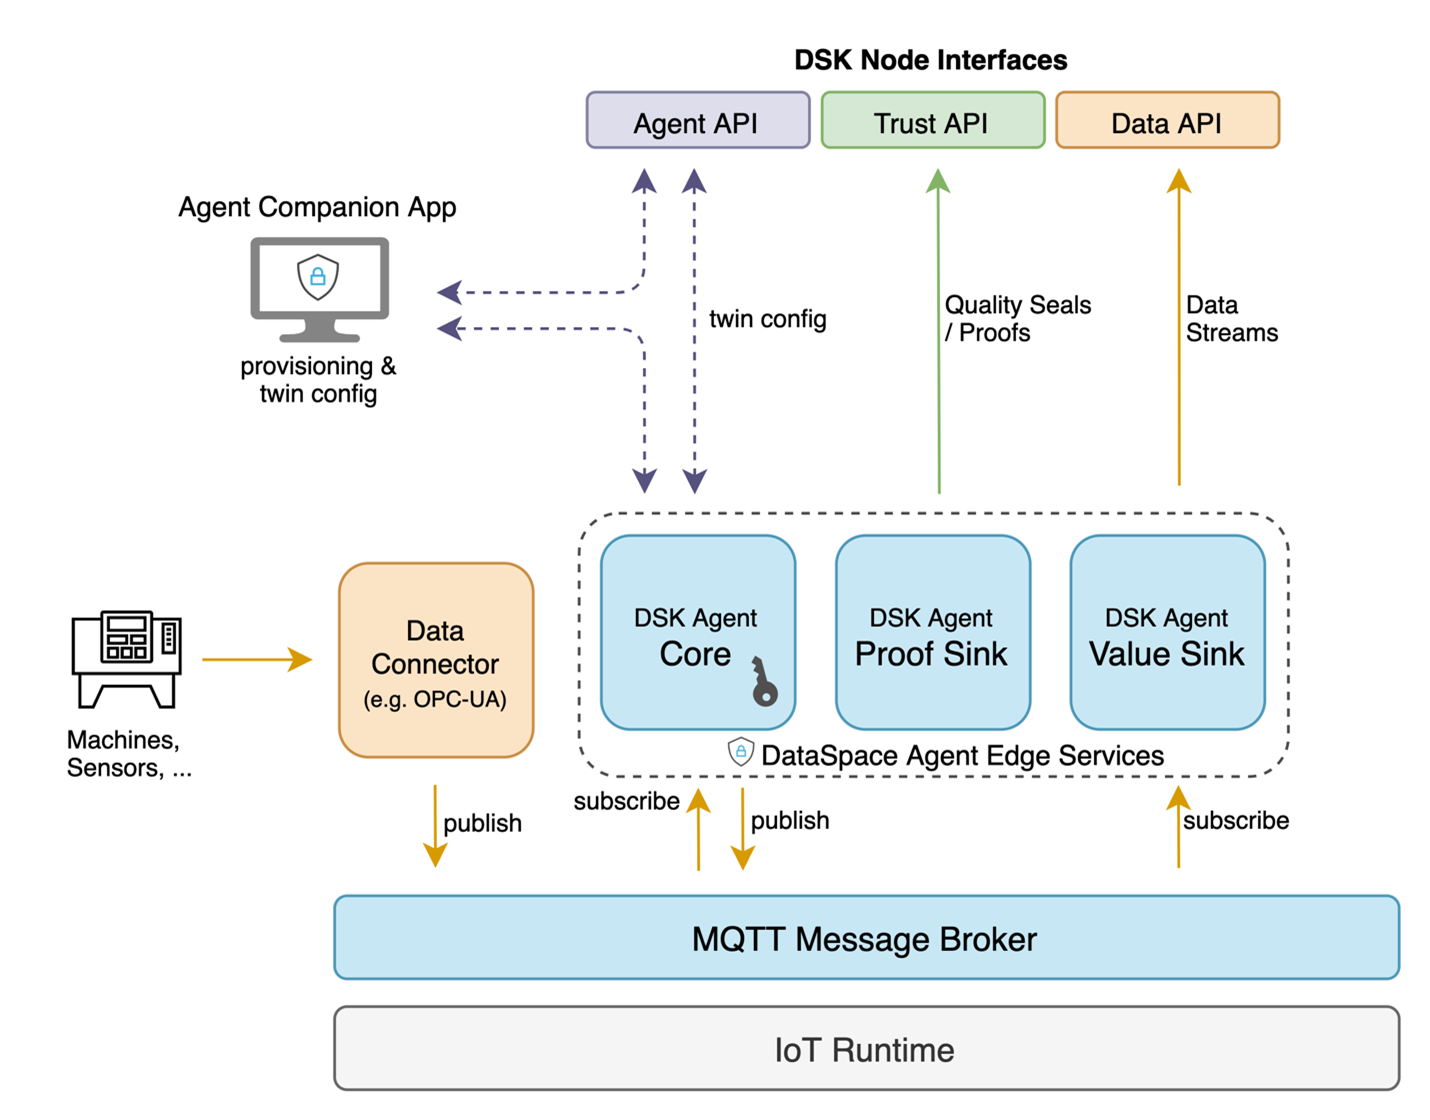 DSK Node Interfaces
Agent API
Trust API
Data API
Agent Companion App
provisioning &
twin config
twin config
Quality Seals
/ Proofs
Data
Streams
Machines,
Sensors, ...
Data
Connector
(e.g. OPC-UA)
DSK Agent
Core
DSK Agent
Proof Sink
DSK Agent
Value Sink
DataSpace Agent Edge Services
publish
subscribe
publish
subscribe
MQTT Message Broker
IoT Runtime